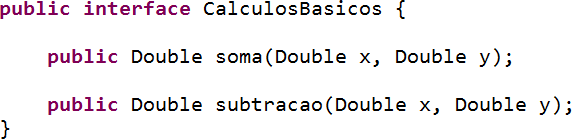 public interface CalculosBasicos {
public Double soma(Double x, Double y);
public Double subtracao(Double x, Double y);
}